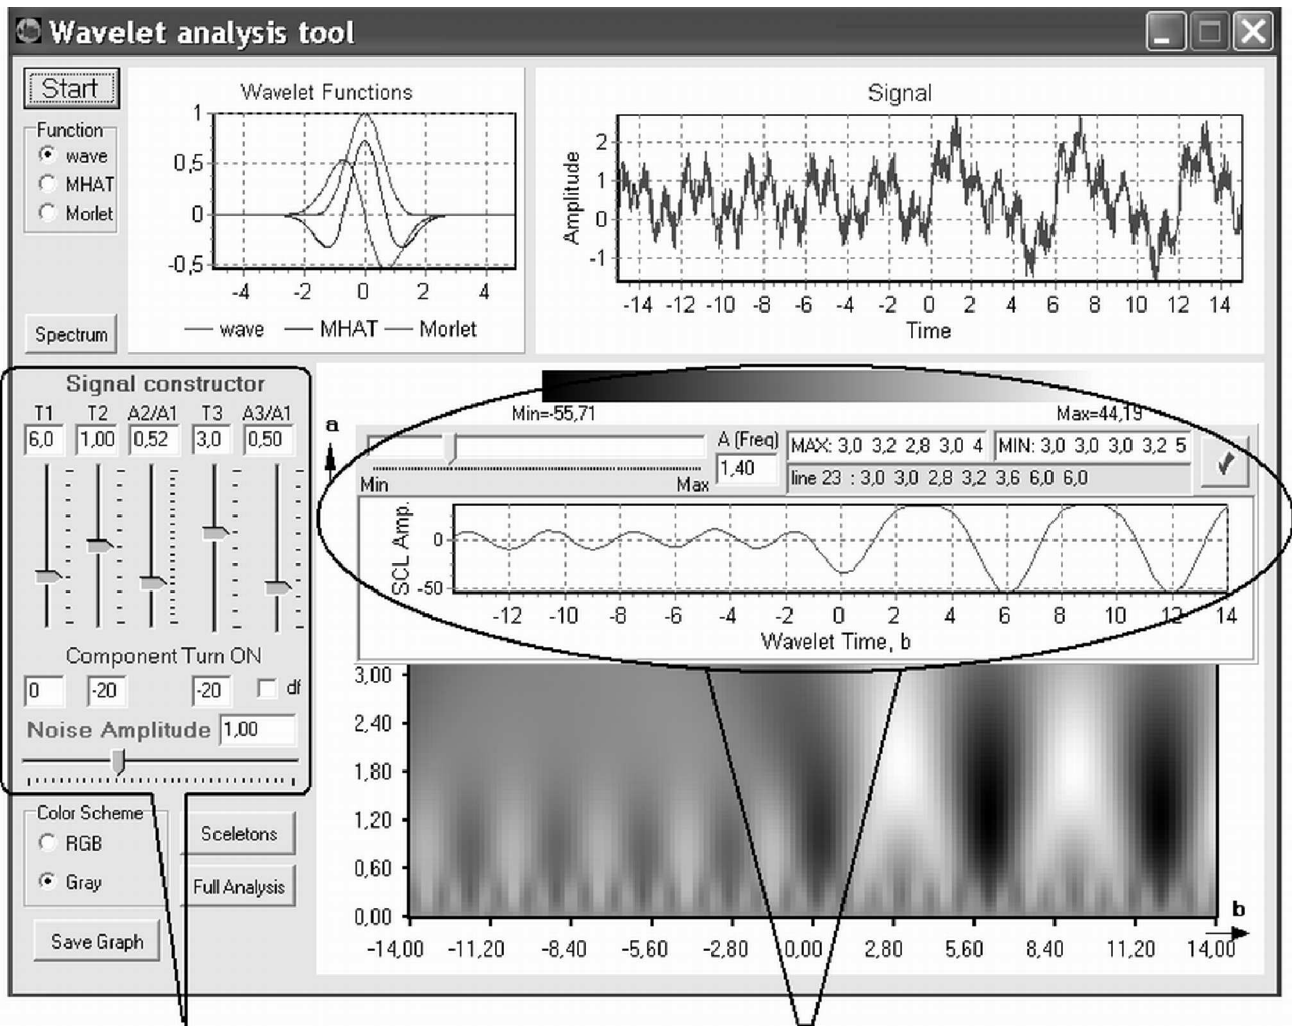 Wavelet analysis tool
Start
Function
wave
MHAT
Morlet
Spectrum
Wavelet Functions
1
0,5
0
-0,5
-4 -2 0 2 4
wave MHAT Morlet
Signal
Amplitude
2
1
0
-1
-14 -12 -10 -8 -6 -4 -2 0 2 4 6 8 10 12 14
Time
Signal constructor
T1 T2 A2/A1 T3 A3/A1
6,0 1,00 0,52 3,0 0,50
Component Turn ON
0 -20 -20 df
Noise Amplitude 1,00
Color Scheme
RGB
Gray
Sceletons
Full Analysis
Save Graph
Min=-55,71 Max=44,19
a
Min Max
A (Freq)
1,40
MAX: 3,0 3,2 2,8 3,0 4
MIN: 3,0 3,0 3,0 3,2 5
line 23 : 3,0 3,0 2,8 3,2 3,6 6,0 6,0
SCL Amp.
0
-50
-12 -10 -8 -6 -4 -2 0 2 4 6 8 10 12 14
Wavelet Time, b
3,00
2,40
1,80
1,20
0,60
0,00
b
-14,00 -11,20 -8,40 -5,60 -2,80 0,00 2,80 5,60 8,40 11,20 14,00